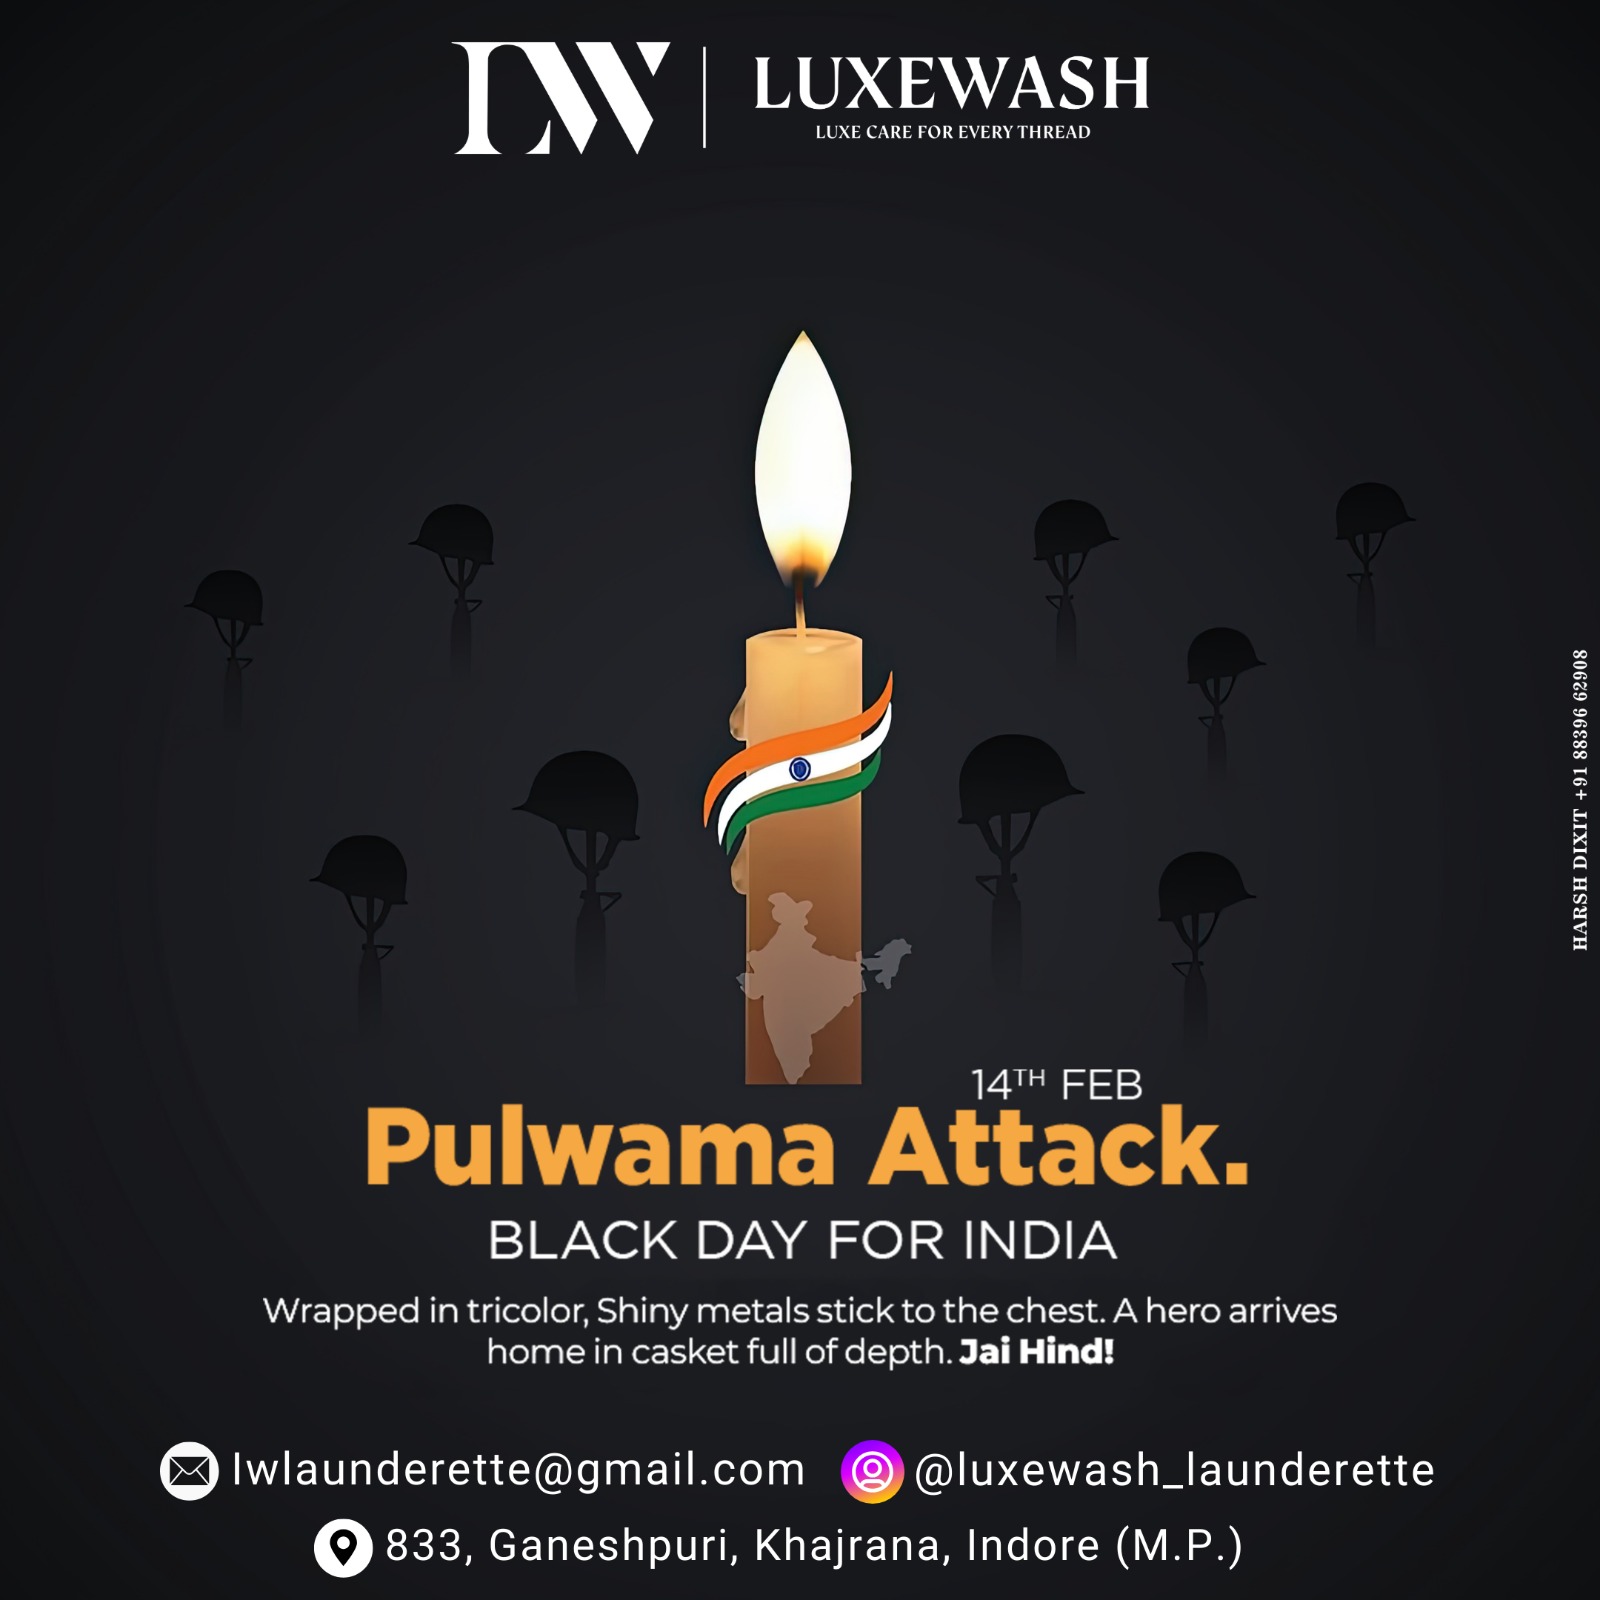 LW
LUXEWASH
LUXE CARE FOR EVERY THREAD
HARSH DIXIT +91 88396 62908
14TH FEB
Pulwama Attack.
BLACK DAY FOR INDIA
Wrapped in tricolor, Shiny metals stick to the chest. A hero arrives
home in casket full of depth. Jai Hind!
lwlaunderette@gmail.com
@luxewash_launderette
833, Ganeshpuri, Khajrana, Indore (M.P.)